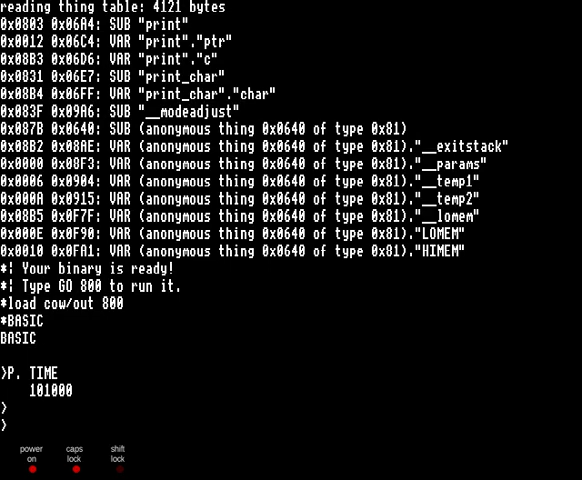 reading thing table: 4121 bytes
0x0803 0x06A4: SUB "print"
0x0012 0x06C4: VAR "print"."ptr"
0x08B3 0x06D6: VAR "print"."c"
0x0831 0x06E7: SUB "print_char"
0x08B4 0x06FF: VAR "print_char"."char"
0x083F 0x09A6: SUB "__modeadjust"
0x087B 0x0640: SUB (anonymous thing 0x0640 of type 0x81)
0x08B2 0x08AE: VAR (anonymous thing 0x0640 of type 0x81)."__exitstack"
0x0000 0x08F3: VAR (anonymous thing 0x0640 of type 0x81)."__params"
0x0006 0x0904: VAR (anonymous thing 0x0640 of type 0x81)."__temp1"
0x000A 0x0915: VAR (anonymous thing 0x0640 of type 0x81)."__temp2"
0x08B5 0x0F7F: VAR (anonymous thing 0x0640 of type 0x81)."__lomem"
0x000E 0x0F90: VAR (anonymous thing 0x0640 of type 0x81)."LOMEM"
0x0010 0x0FA1: VAR (anonymous thing 0x0640 of type 0x81)."HIMEM"
*| Your binary is ready!
*| Type GO 800 to run it.
*load cow/out 800
*BASIC
BASIC
>P. TIME
101000
>
>
power on
caps lock
shift lock